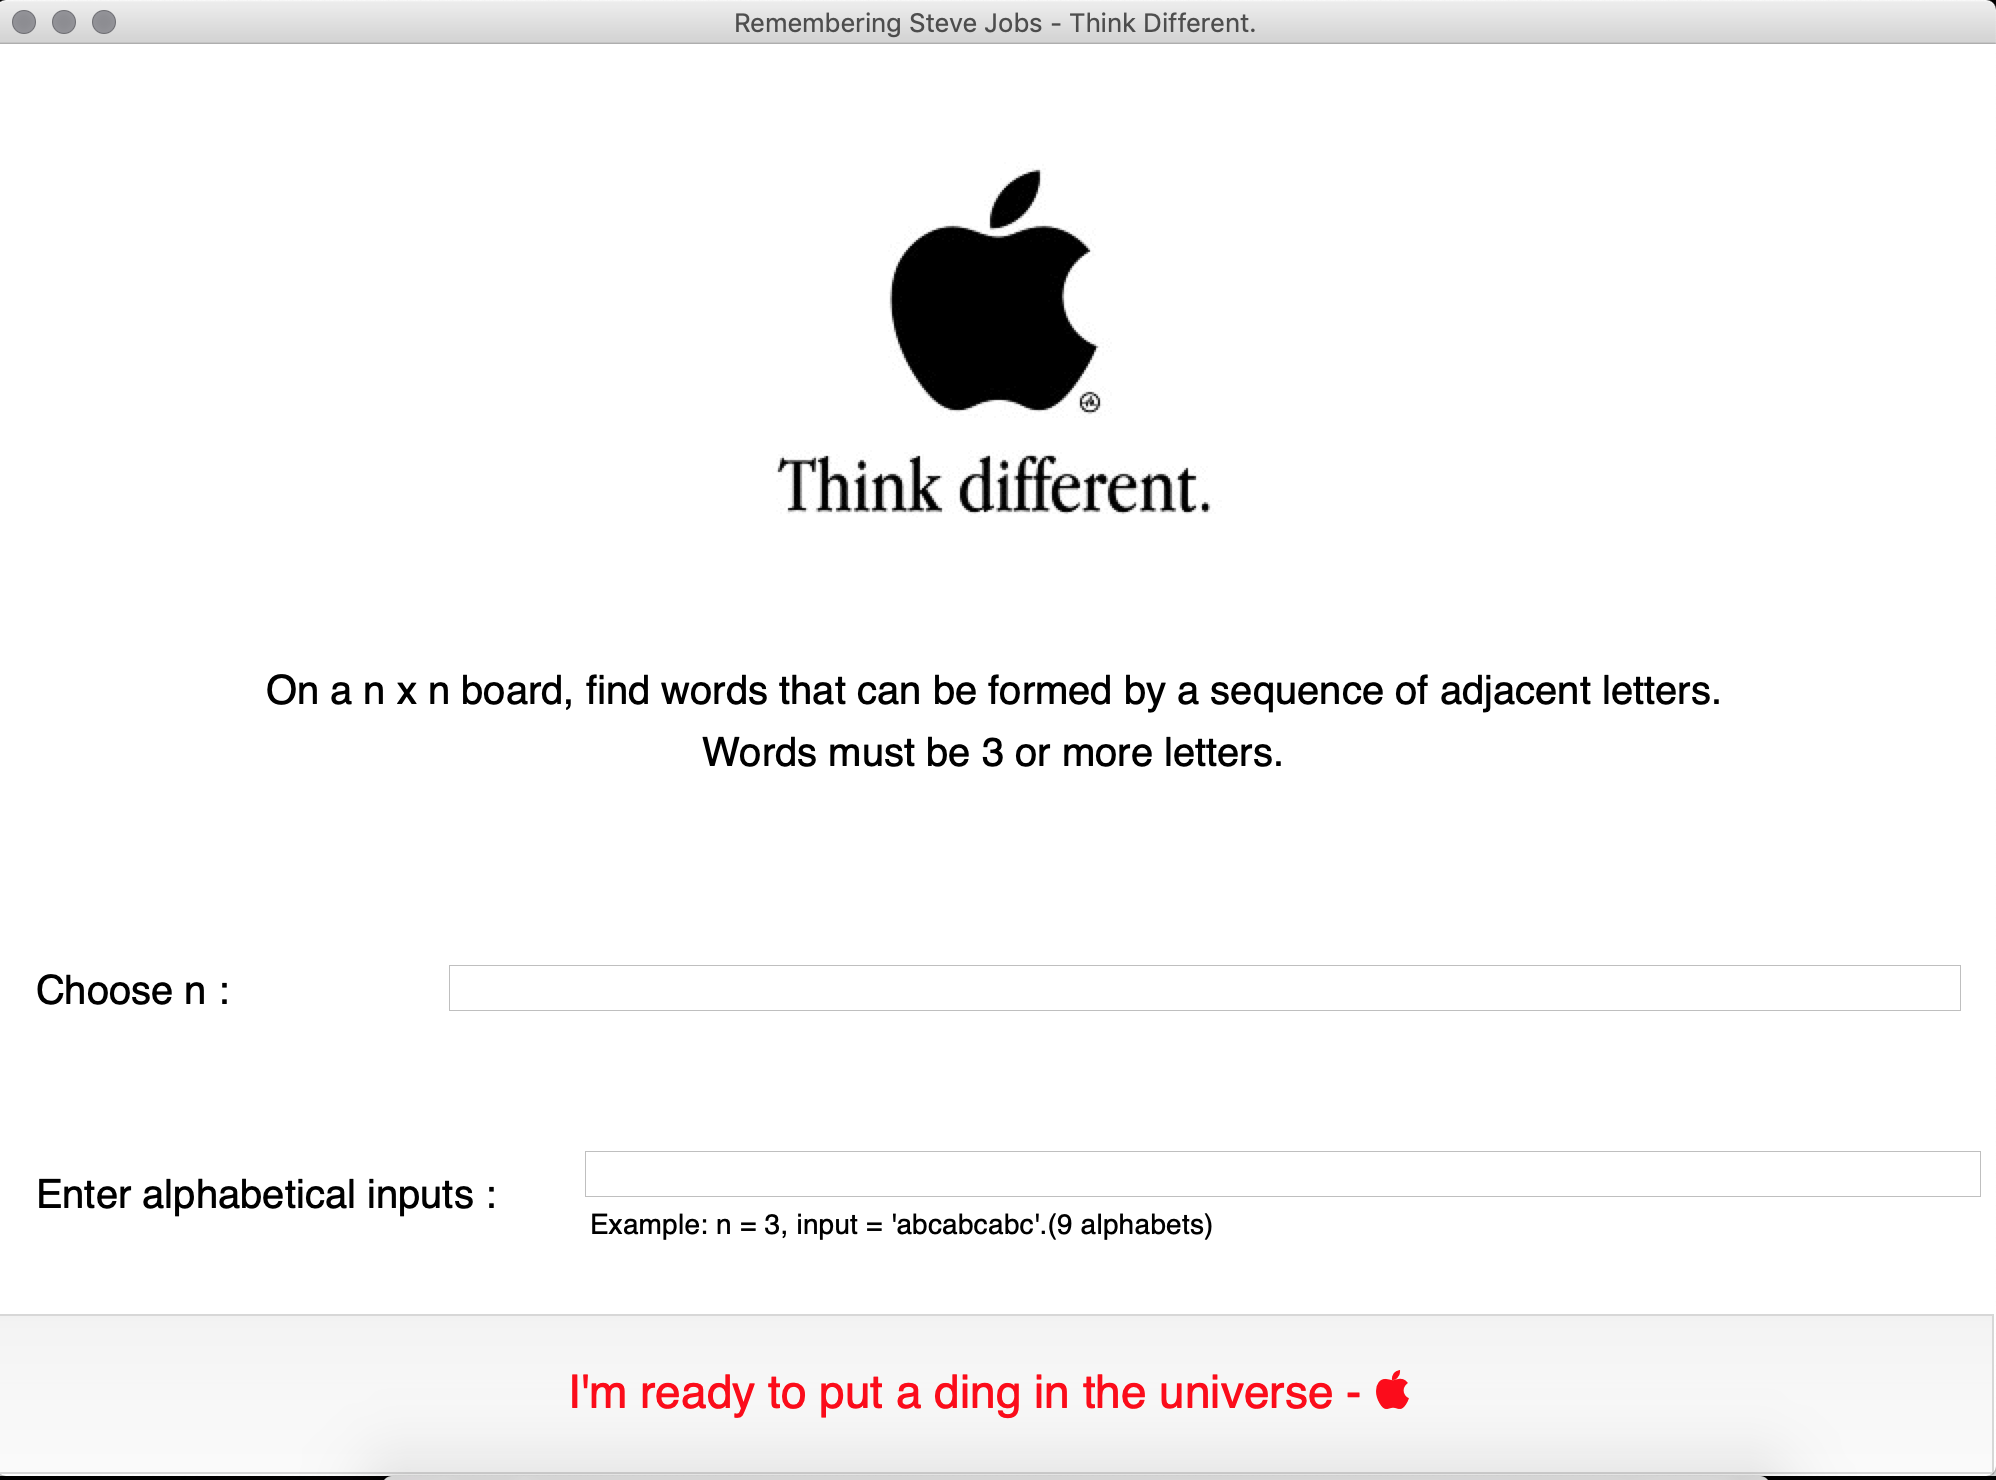 Remembering Steve Jobs - Think Different.
Think different.
On a n x n board, find words that can be formed by a sequence of adjacent letters.
Words must be 3 or more letters.
Choose n :
Enter alphabetical inputs :
Example: n = 3, input = 'abcabcabc'.(9 alphabets)
I'm ready to put a ding in the universe -